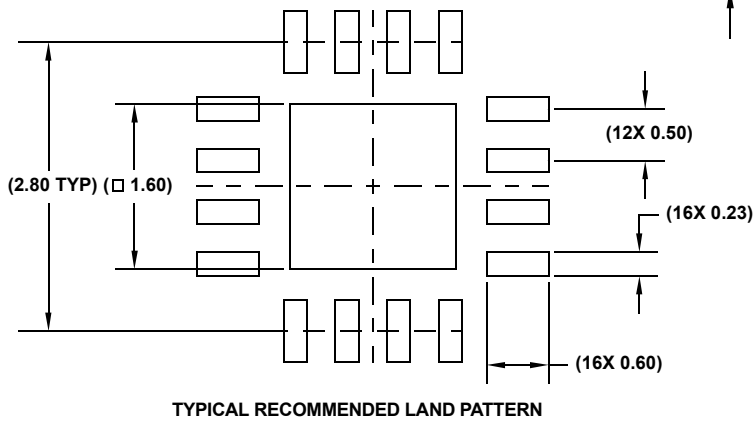 (12X 0.50)
(2.80 TYP) (□ 1.60)
(16X 0.23)
(16X 0.60)
TYPICAL RECOMMENDED LAND PATTERN